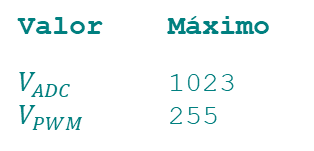 Valor Máximo
V_ADC 1023
V_PWM 255